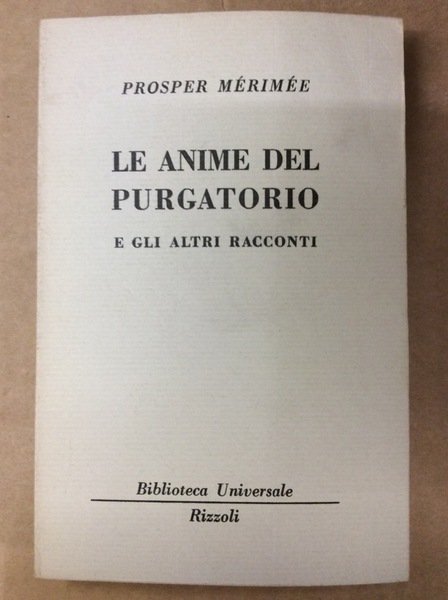 PROSPER MÉRIMÉE
LE ANIME DEL
PURGATORIO
E GLI ALTRI RACCONTI
Biblioteca Universale
Rizzoli